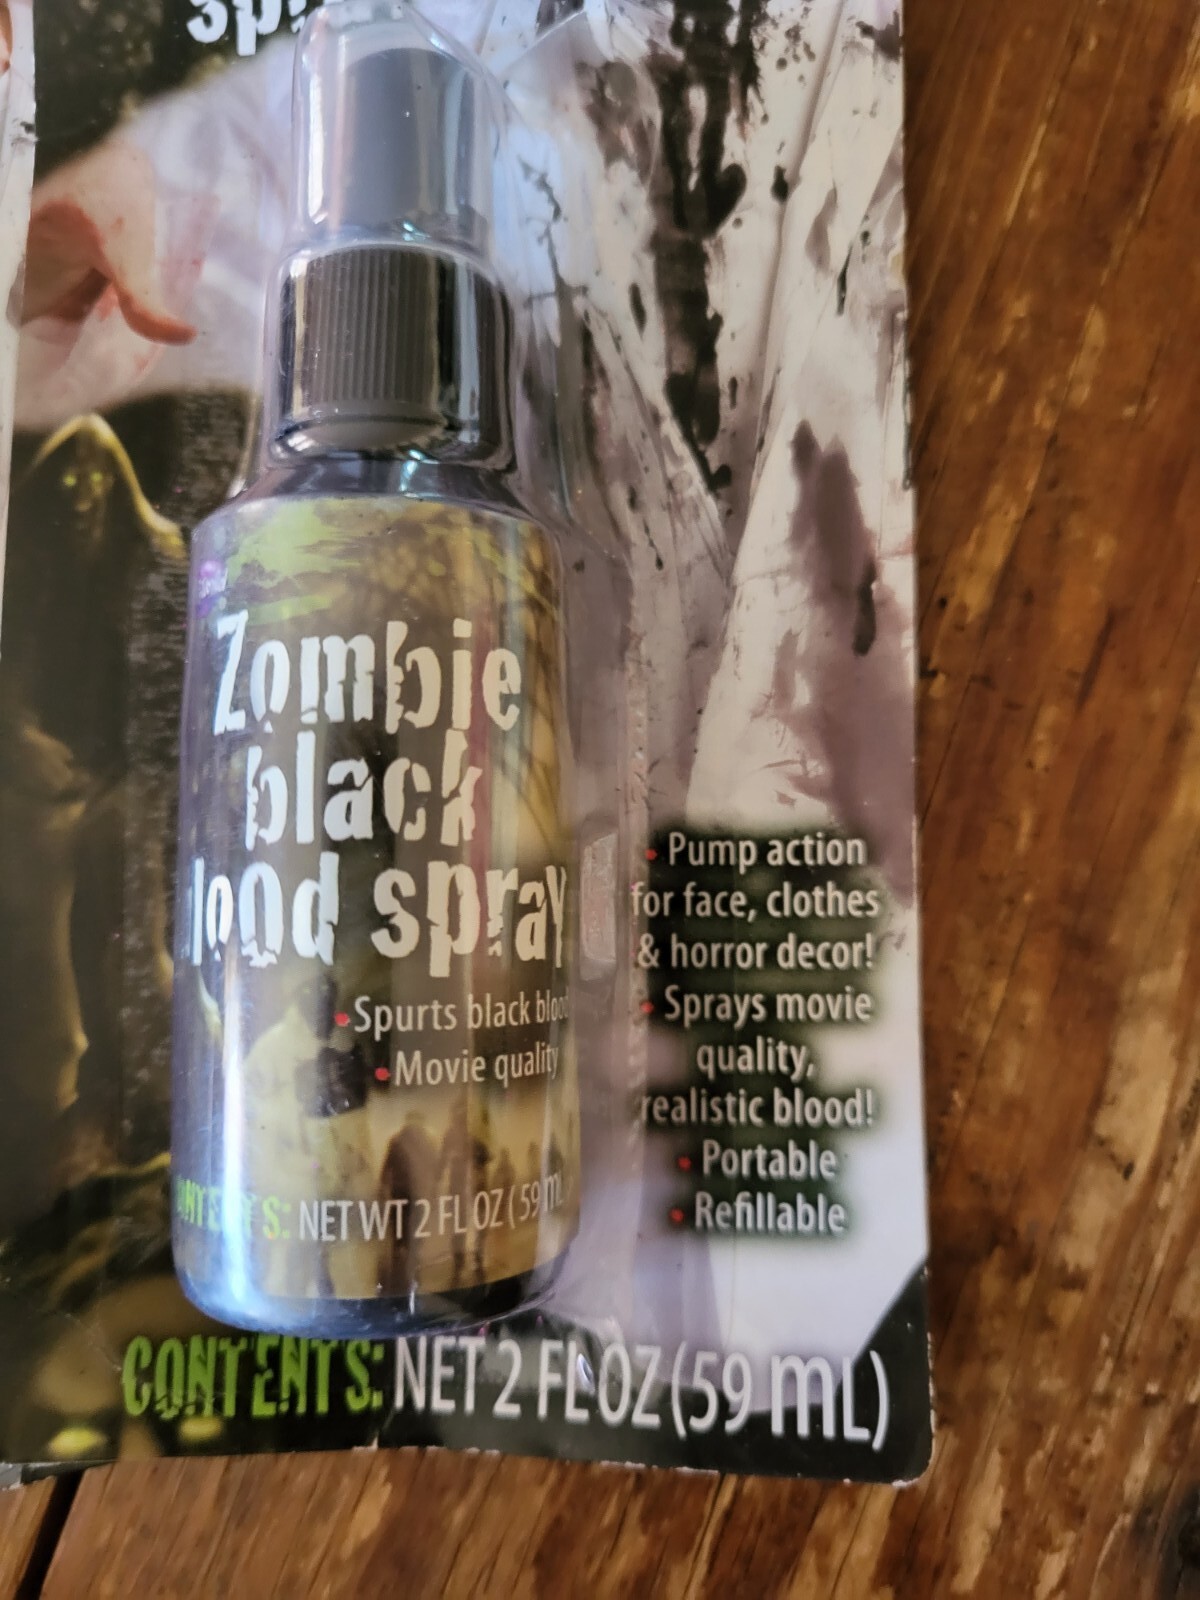 Zombie
black
lood spray
•Spurts black blood
•Movie quality
CONTENTS: NET WT 2 FL OZ (59 mL
• Pump action
for face, clothes
& horror decor!
• Sprays movie
quality,
realistic blood!
• Portable
• Refillable
CONTENTS: NET 2 FL OZ (59 mL)